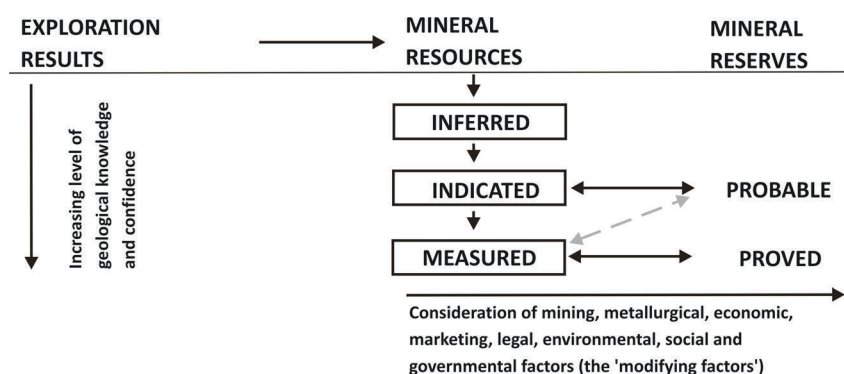 EXPLORATION
RESULTS
MINERAL
RESOURCES
MINERAL
RESERVES
Increasing level of
geological knowledge
and confidence
INFERRED
INDICATED
PROBABLE
MEASURED
PROVED
Consideration of mining, metallurgical, economic,
marketing, legal, environmental, social and
governmental factors (the 'modifying factors')